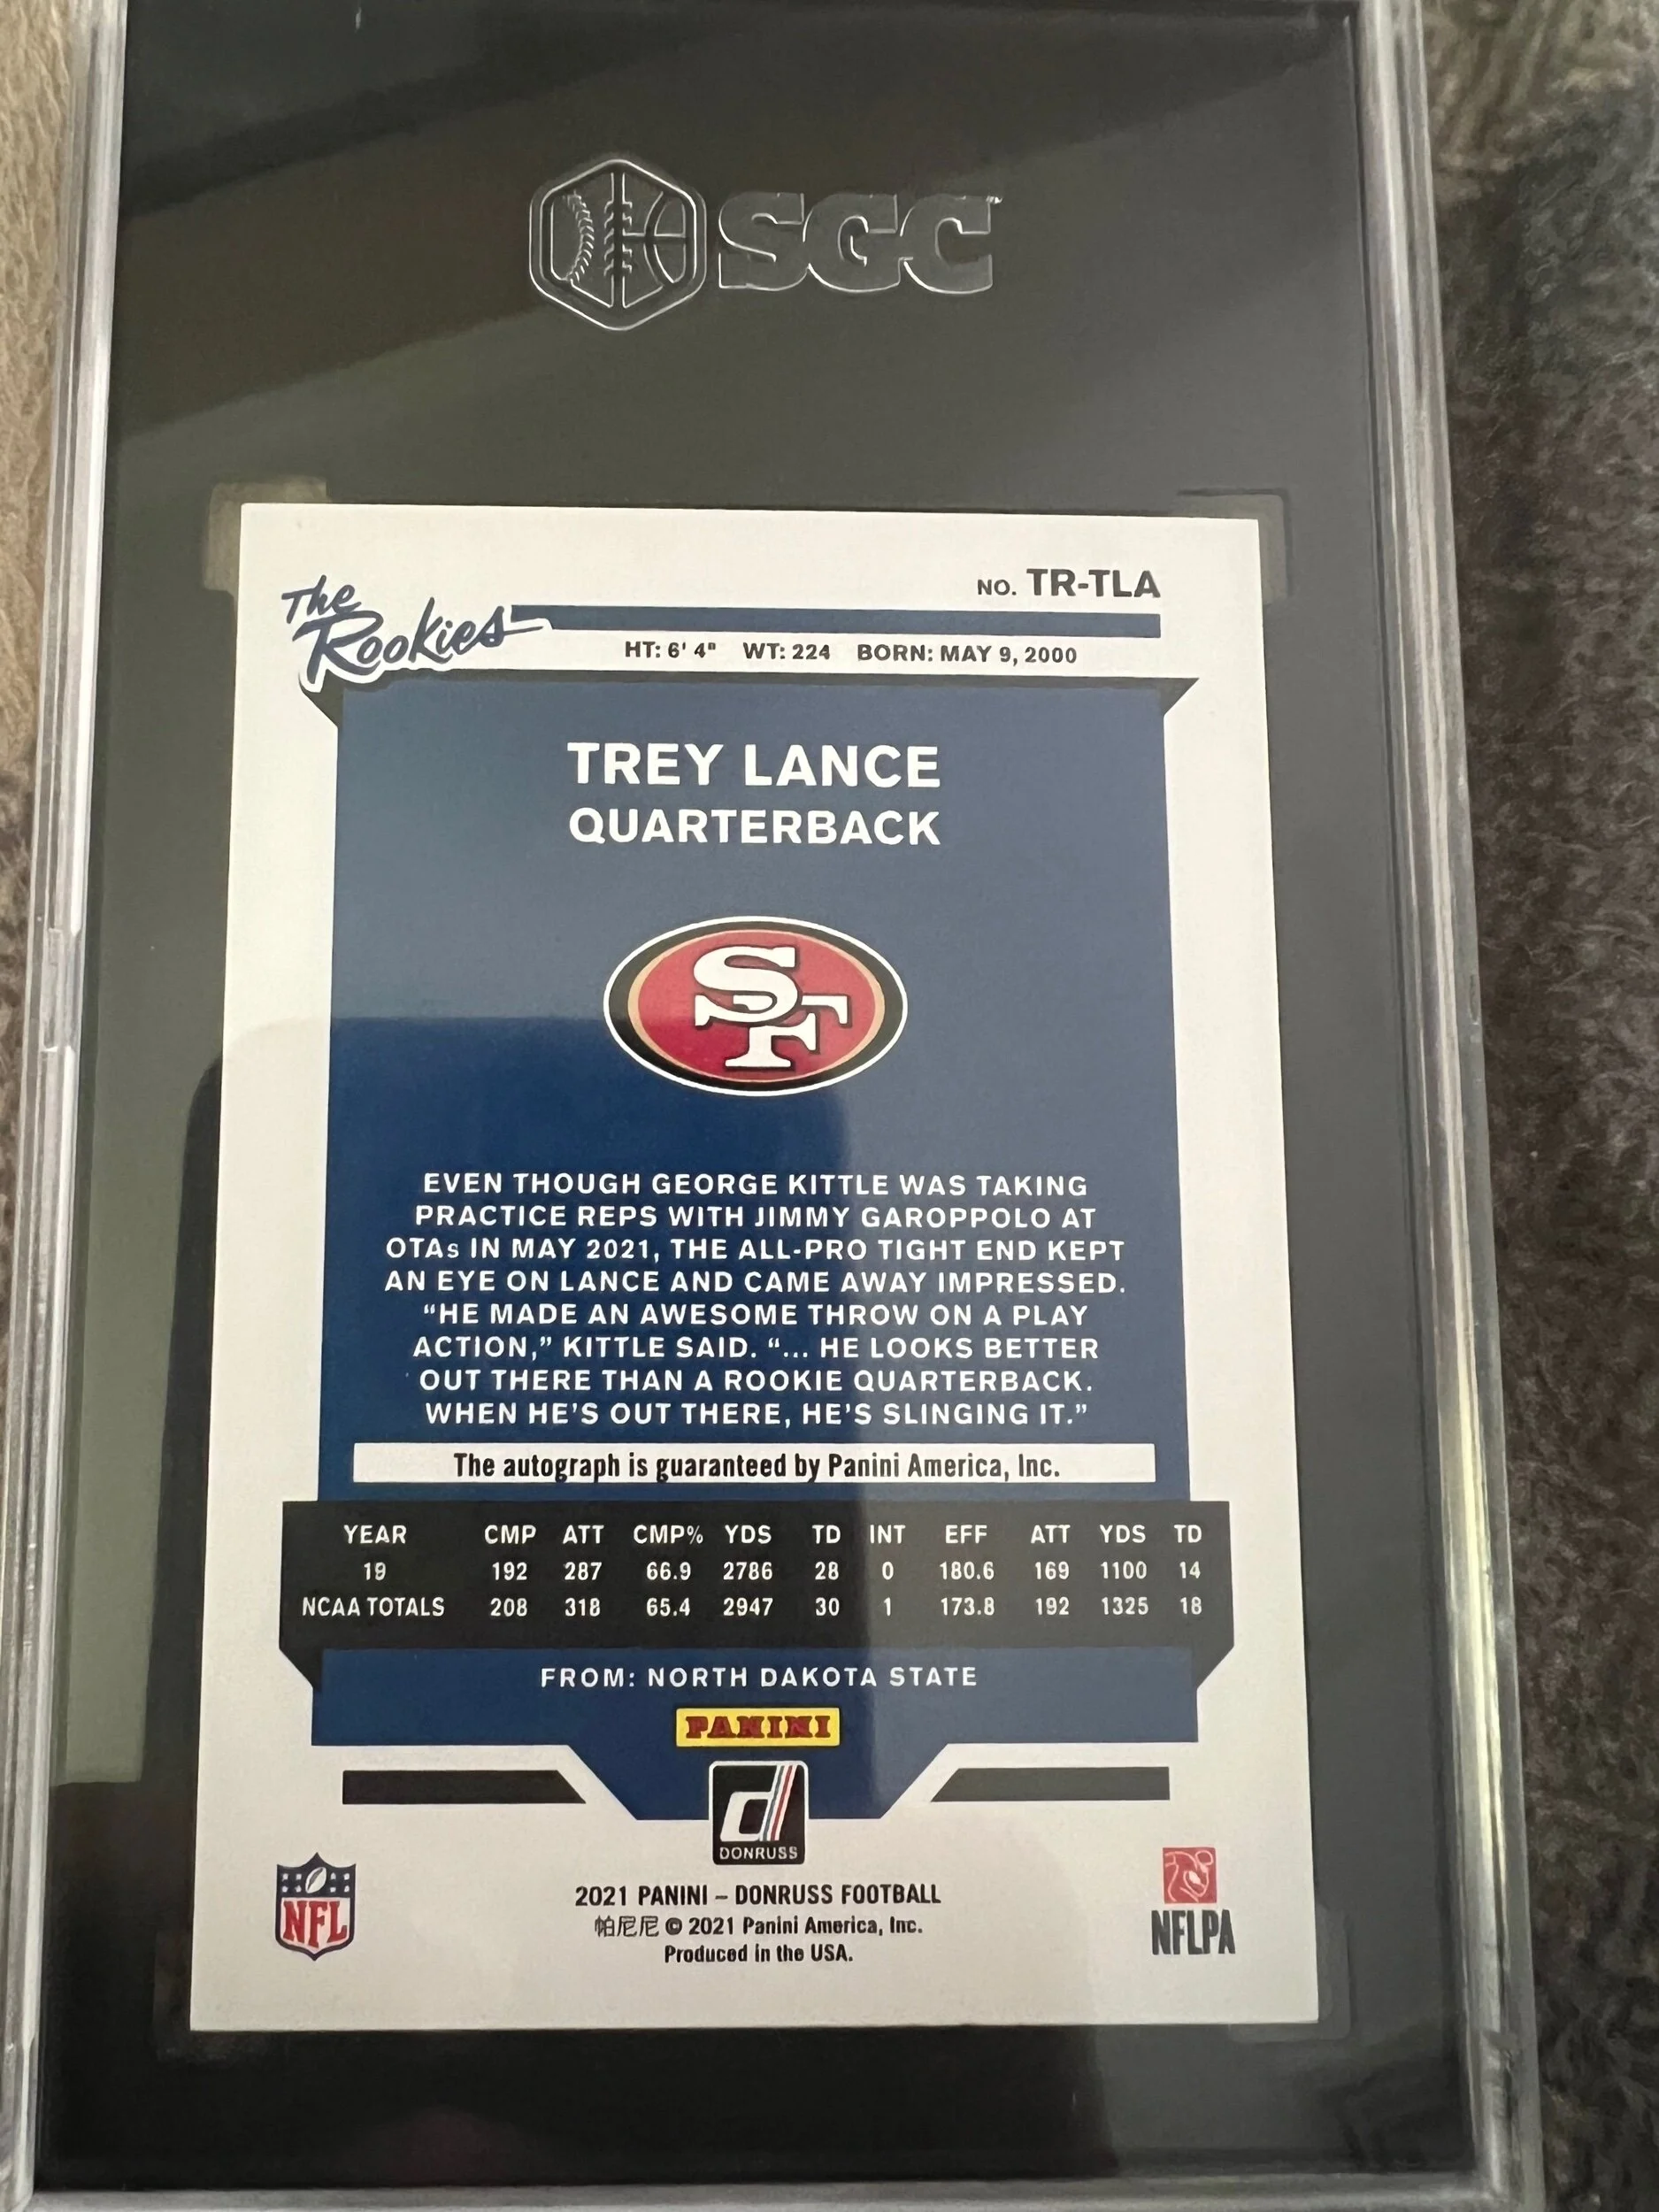 SGC
The Rookies
NO. TR-TLA
HT: 6' 4" WT: 224 BORN: MAY 9, 2000
TREY LANCE
QUARTERBACK
SF
EVEN THOUGH GEORGE KITTLE WAS TAKING
PRACTICE REPS WITH JIMMY GAROPPOLO AT
OTAs IN MAY 2021, THE ALL-PRO TIGHT END KEPT
AN EYE ON LANCE AND CAME AWAY IMPRESSED.
“HE MADE AN AWESOME THROW ON A PLAY
ACTION,” KITTLE SAID. “... HE LOOKS BETTER
OUT THERE THAN A ROOKIE QUARTERBACK.
WHEN HE’S OUT THERE, HE’S SLINGING IT.”
The autograph is guaranteed by Panini America, Inc.
YEAR CMP ATT CMP% YDS TD INT EFF ATT YDS TD
19 192 287 66.9 2786 28 0 180.6 169 1100 14
NCAA TOTALS 208 318 65.4 2947 30 1 173.8 192 1325 18
FROM: NORTH DAKOTA STATE
PANINI
d
DONRUSS
NFL
2021 PANINI – DONRUSS FOOTBALL
帕尼尼 © 2021 Panini America, Inc.
Produced in the USA.
NFLPA